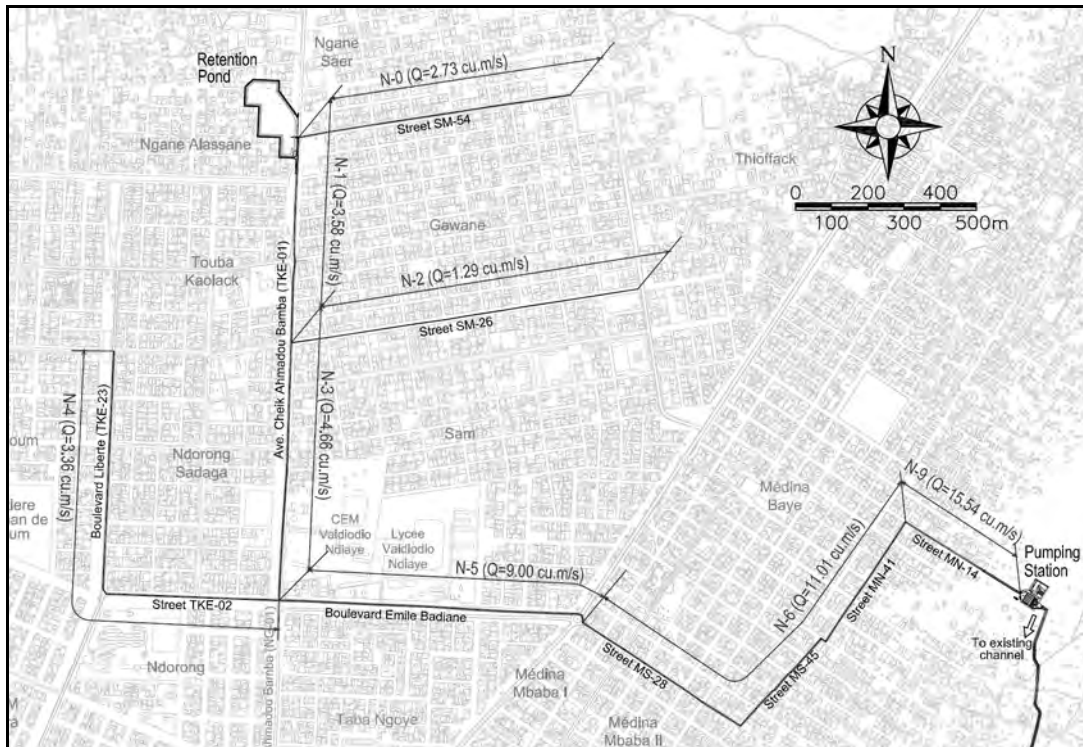 Retention
Pond
Ngane
Saer
N-0 (Q=2.73 cu.m/s)
Street SM-54
N
Ngane Alassane
Thioffack
0 200 400
100 300 500m
N-1 (Q=3.58 cu.m/s)
Gawane
Touba
Kaolack
N-2 (Q=1.29 cu.m/s)
Street SM-26
Ave. Cheik Ahmadou Bamba (TKE-01)
N-3 (Q=4.66 cu.m/s)
N-4 (Q=3.36 cu.m/s)
Boulevard Liberte (TKE-23)
Ndorong
Sadaga
Sam
Médina
Baye
N-9 (Q=15.54 cu.m/s)
CEM
Valdiodio
Ndiaye
Lycee
Valdiodio
Ndiaye
N-5 (Q=9.00 cu.m/s)
N-6 (Q=11.01 cu.m/s)
Street MN-41
Street MN-14
Pumping
Station
Street TKE-02
Boulevard Emile Badiane
To existing
channel
Street MS-28
Street MS-45
Ndorong
Médina
Mbaba I
Taba Ngoye
Médina
Mbaba II